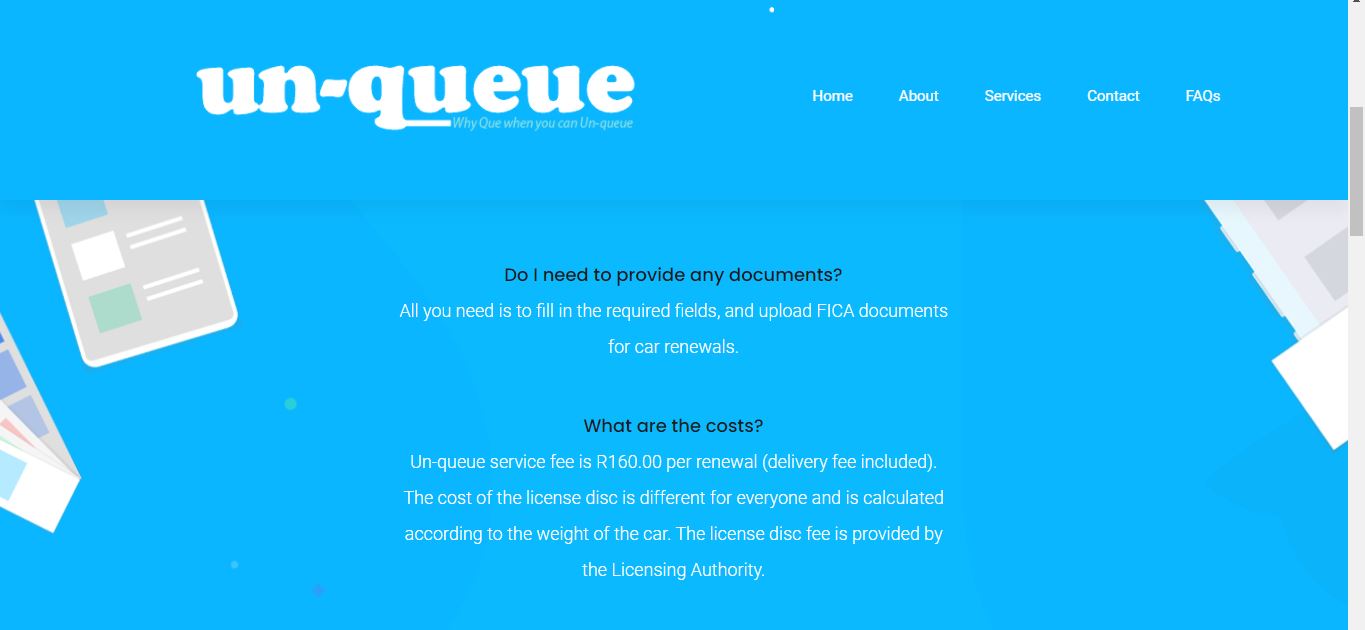 un-queue
Why Que when you can Un-queue
Home About Services Contact FAQs
Do I need to provide any documents?
All you need is to fill in the required fields, and upload FICA documents
for car renewals.
What are the costs?
Un-queue service fee is R160.00 per renewal (delivery fee included).
The cost of the license disc is different for everyone and is calculated
according to the weight of the car. The license disc fee is provided by
the Licensing Authority.